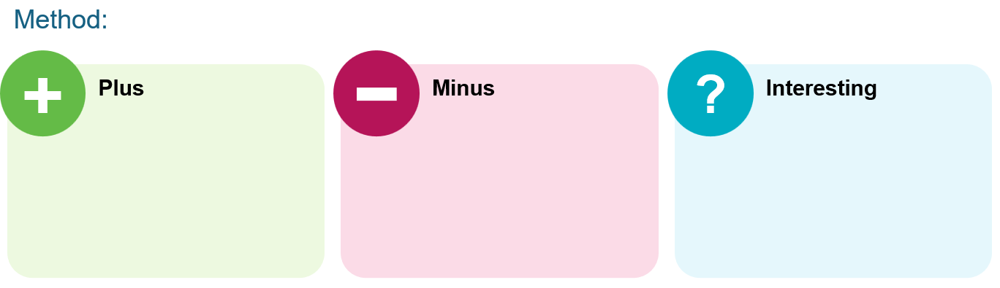 Method:
+ Plus
− Minus
? Interesting